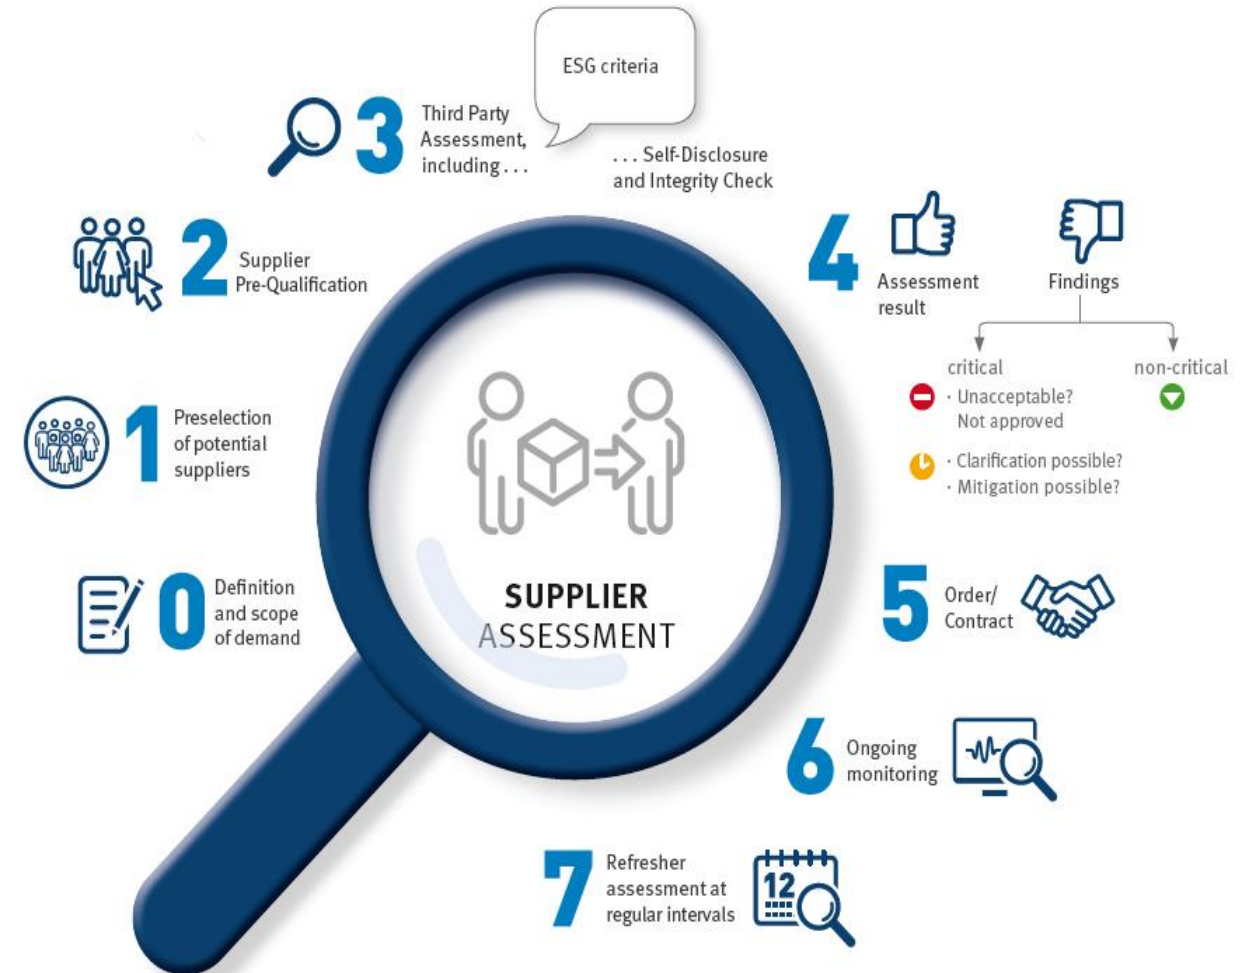 ESG criteria
3
Third Party
Assessment,
including . . .
. . . Self-Disclosure
and Integrity Check
2
Supplier
Pre-Qualification
4
Assessment
result
Findings
critical
· Unacceptable?
Not approved
· Clarification possible?
· Mitigation possible?
non-critical
1
Preselection
of potential
suppliers
0
Definition
and scope
of demand
SUPPLIER
ASSESSMENT
5
Order/
Contract
6
Ongoing
monitoring
7
Refresher
assessment at
regular intervals
12